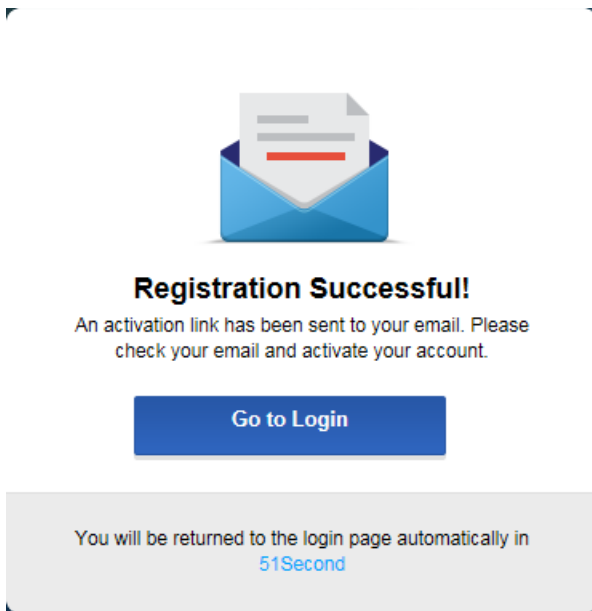 Registration Successful!
An activation link has been sent to your email. Please
check your email and activate your account.
Go to Login
You will be returned to the login page automatically in
51Second